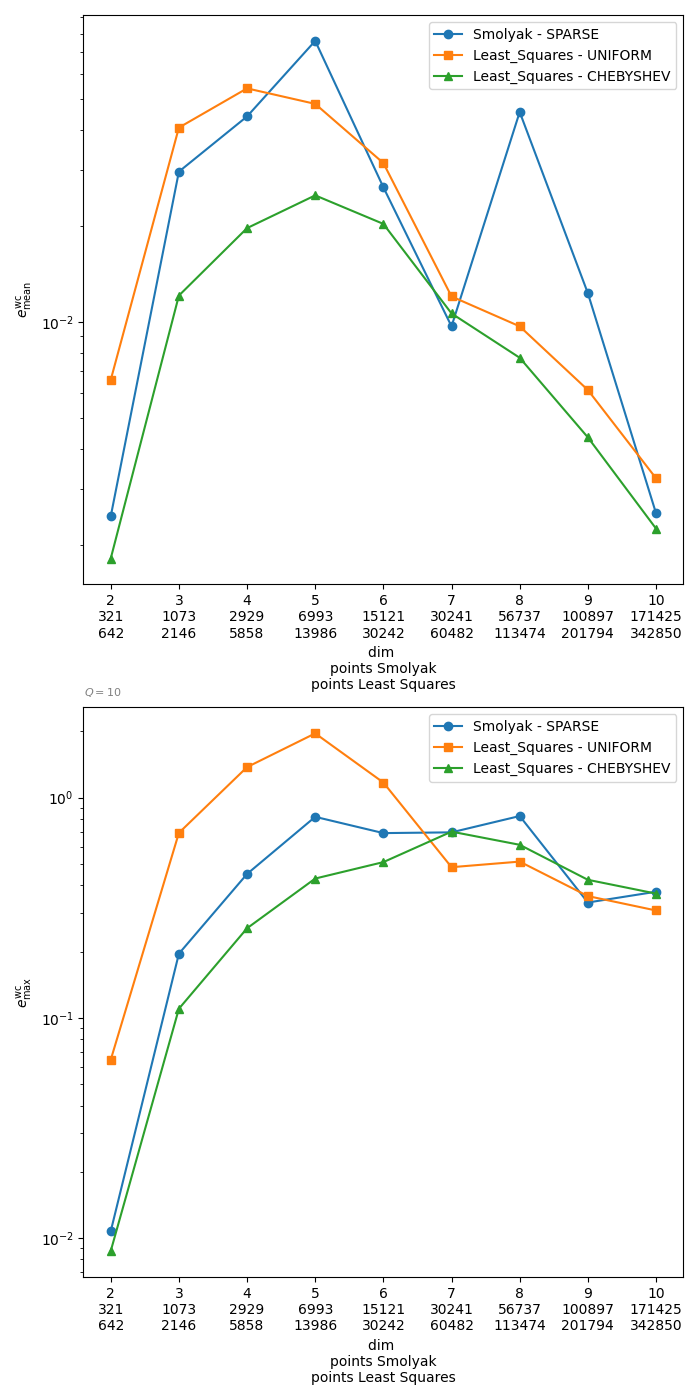 Smolyak - SPARSE
Least_Squares - UNIFORM
Least_Squares - CHEBYSHEV
e^wc_mean
10^−2
2 3 4 5 6 7 8 9 10
321 1073 2929 6993 15121 30241 56737 100897 171425
642 2146 5858 13986 30242 60482 113474 201794 342850
dim
points Smolyak
points Least Squares
Q = 10
Smolyak - SPARSE
Least_Squares - UNIFORM
Least_Squares - CHEBYSHEV
10^0
e^wc_max
10^−1
10^−2
2 3 4 5 6 7 8 9 10
321 1073 2929 6993 15121 30241 56737 100897 171425
642 2146 5858 13986 30242 60482 113474 201794 342850
dim
points Smolyak
points Least Squares